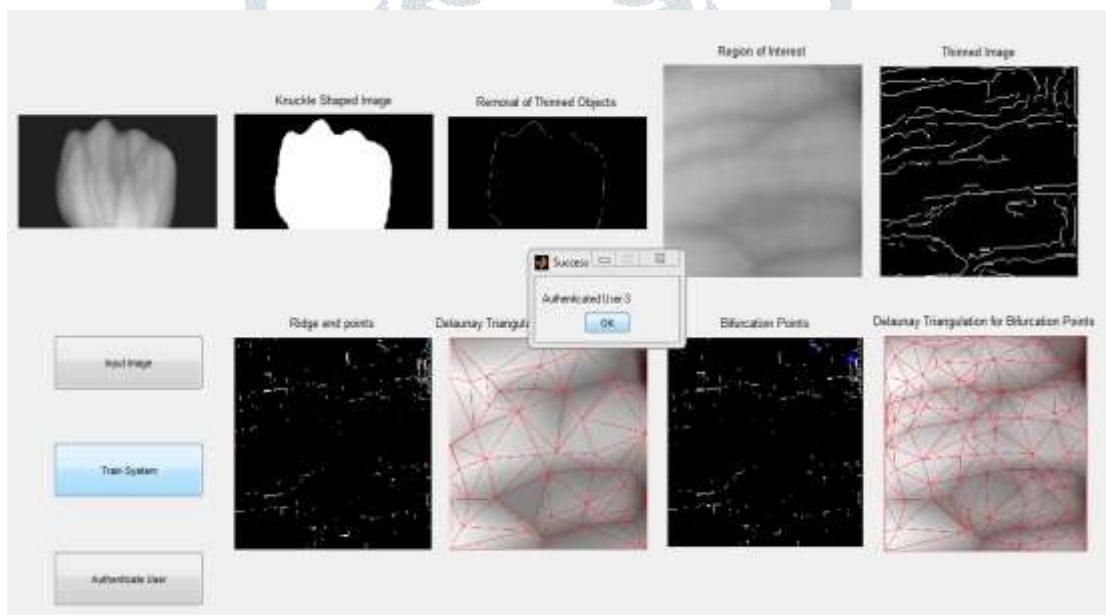 Region of Interest
Thinned Image
Knuckle Shaped Image
Removal of Thinned Objects
Success
Authenticated User 3
OK
Ridge end points
Delaunay Triangula
Bifurcation Points
Delaunay Triangulation for Bifurcation Points
Input Image
Train System
Authenticate User